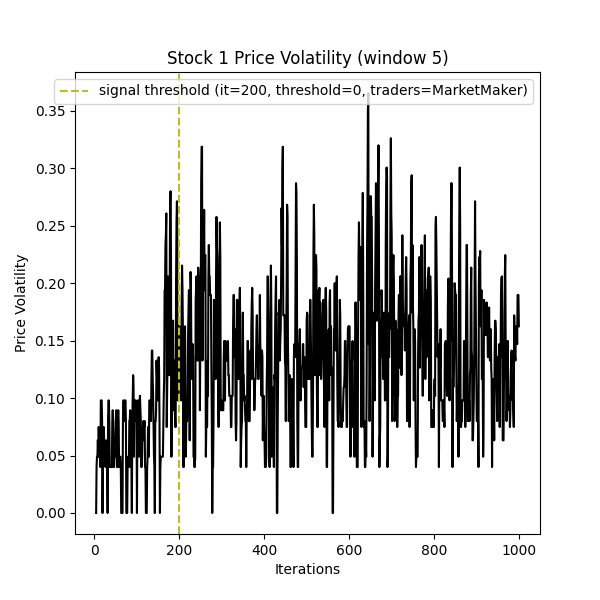 Stock 1 Price Volatility (window 5)
signal threshold (it=200, threshold=0, traders=MarketMaker)
0.35
0.30
0.25
0.20
0.15
0.10
0.05
0.00
Price Volatility
0 200 400 600 800 1000
Iterations